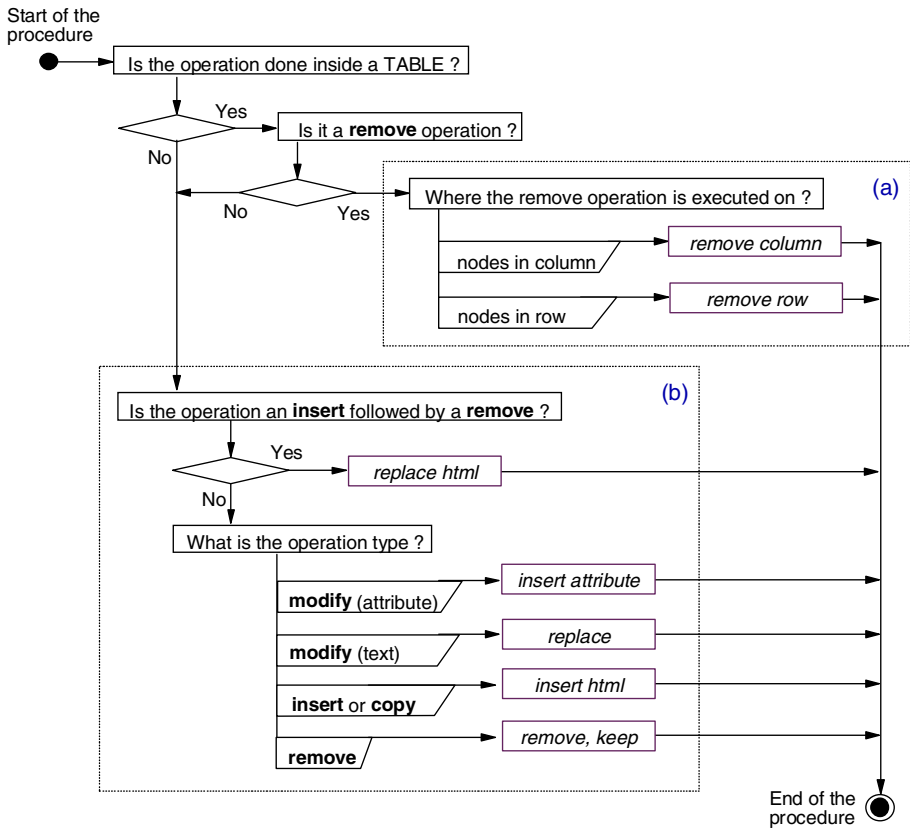 Start of the
procedure
Is the operation done inside a TABLE ?
Yes
No
Is it a remove operation ?
No
Yes
(a)
Where the remove operation is executed on ?
nodes in column
remove column
nodes in row
remove row
(b)
Is the operation an insert followed by a remove ?
Yes
No
replace html
What is the operation type ?
modify (attribute)
insert attribute
modify (text)
replace
insert or copy
insert html
remove
remove, keep
End of the
procedure